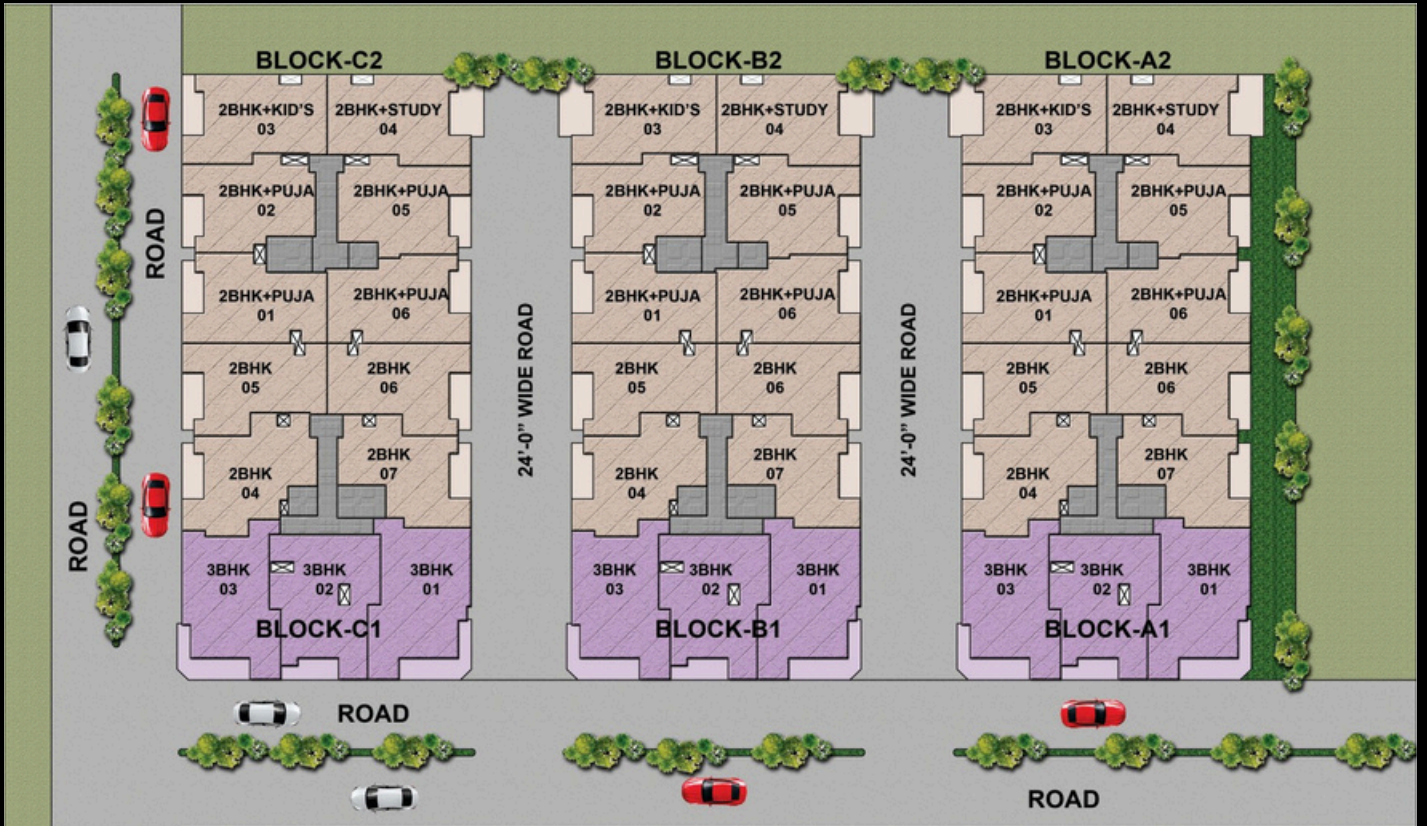 BLOCK-C2
2BHK+KID'S
03
2BHK+STUDY
04
2BHK+PUJA
02
2BHK+PUJA
05
2BHK+PUJA
01
2BHK+PUJA
06
2BHK
05
2BHK
06
2BHK
04
2BHK
07
3BHK
03
3BHK
02
3BHK
01
BLOCK-C1
BLOCK-B2
2BHK+KID'S
03
2BHK+STUDY
04
2BHK+PUJA
02
2BHK+PUJA
05
2BHK+PUJA
01
2BHK+PUJA
06
2BHK
05
2BHK
06
2BHK
04
2BHK
07
3BHK
03
3BHK
02
3BHK
01
BLOCK-B1
BLOCK-A2
2BHK+KID'S
03
2BHK+STUDY
04
2BHK+PUJA
02
2BHK+PUJA
05
2BHK+PUJA
01
2BHK+PUJA
06
2BHK
05
2BHK
06
2BHK
04
2BHK
07
3BHK
03
3BHK
02
3BHK
01
BLOCK-A1
ROAD
ROAD
24'-0" WIDE ROAD
24'-0" WIDE ROAD
ROAD
ROAD